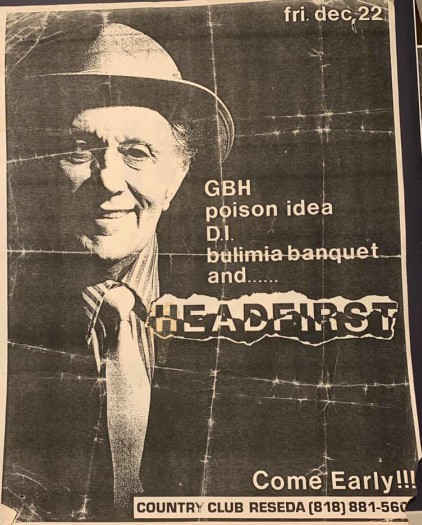 fri. dec, 22
GBH
poison idea
D.I.
bulimia banquet
and......
HEADFIRST
Come Early!!!
COUNTRY CLUB RESEDA (818) 881-560